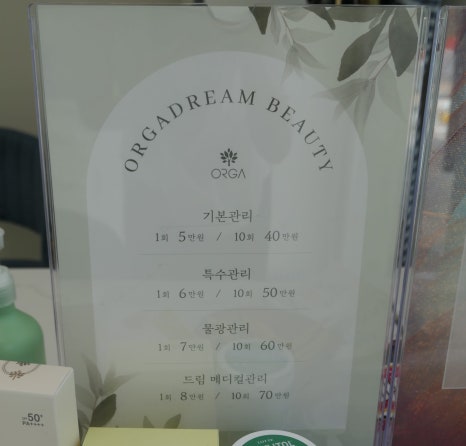 ORGADREAM BEAUTY
ORGA
기본관리
1회 5만원 / 10회 40만원
특수관리
1회 6만원 / 10회 50만원
물광관리
1회 7만원 / 10회 60만원
드림 메디컬관리
1회 8만원 / 10회 70만원
SPF 50+
PA++++